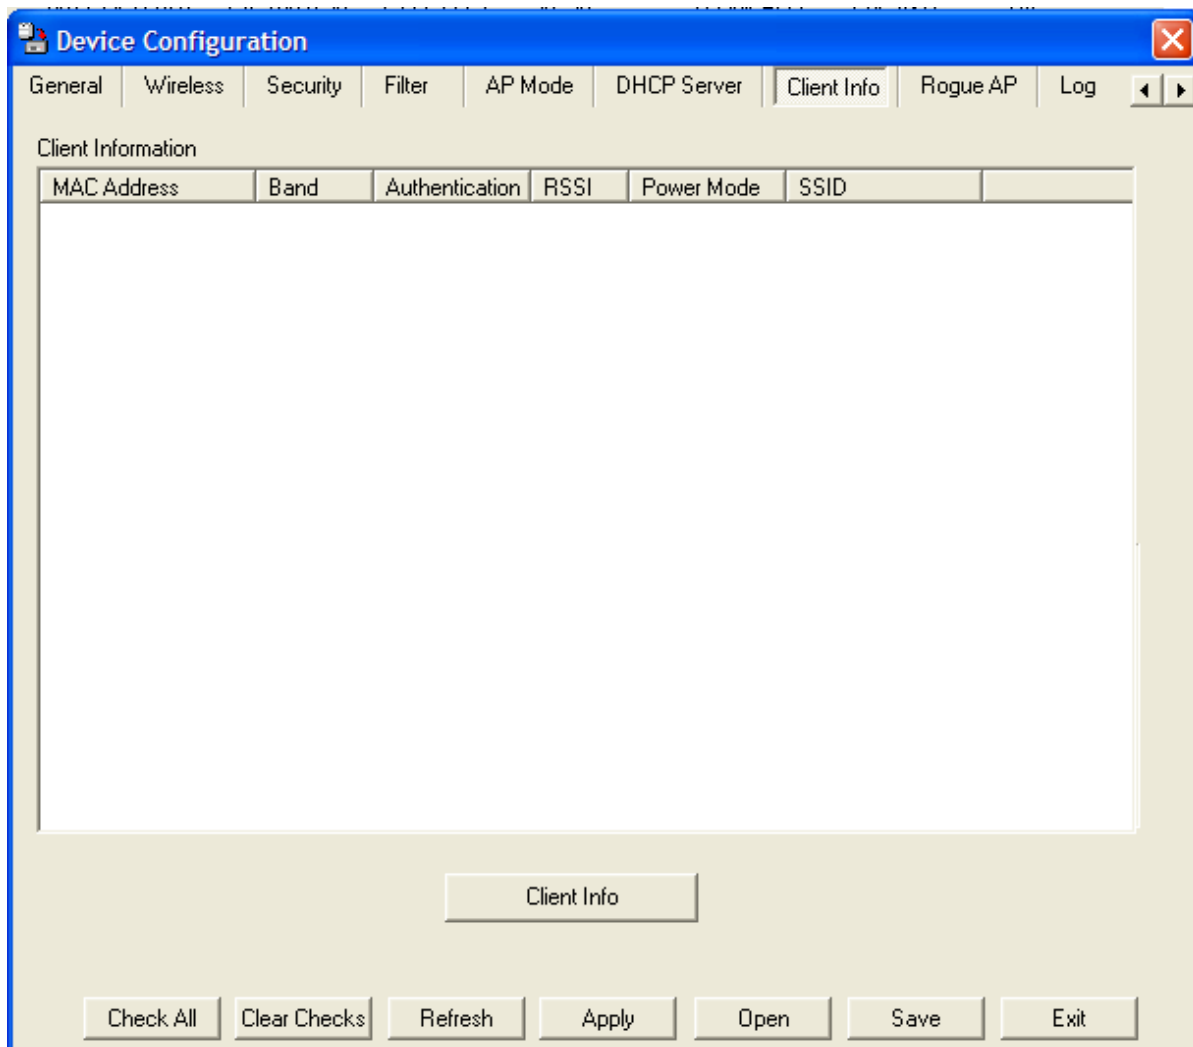 Device Configuration
General Wireless Security Filter AP Mode DHCP Server Client Info Rogue AP Log
Client Information
MAC Address Band Authentication RSSI Power Mode SSID
Client Info
Check All Clear Checks Refresh Apply Open Save Exit